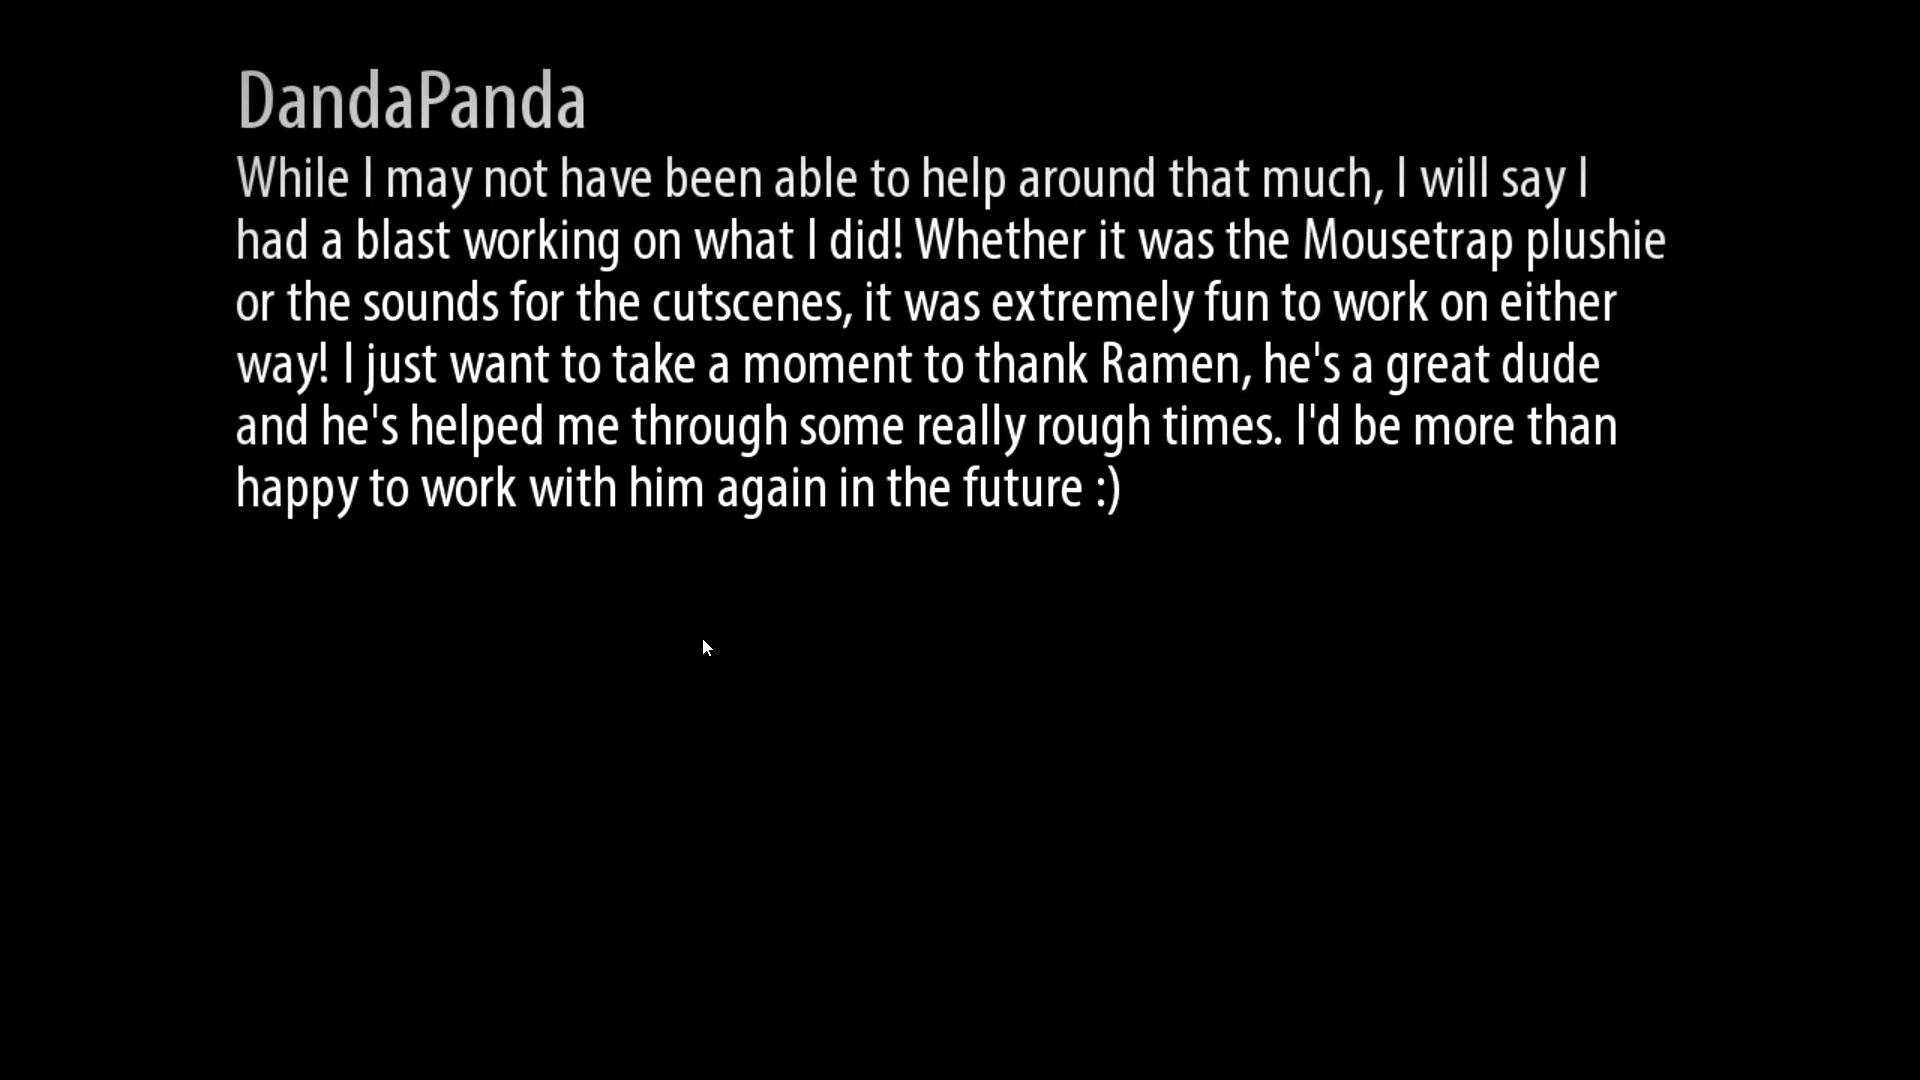 DandaPanda
While I may not have been able to help around that much, I will say I
had a blast working on what I did! Whether it was the Mousetrap plushie
or the sounds for the cutscenes, it was extremely fun to work on either
way! I just want to take a moment to thank Ramen, he's a great dude
and he's helped me through some really rough times. I'd be more than
happy to work with him again in the future :)